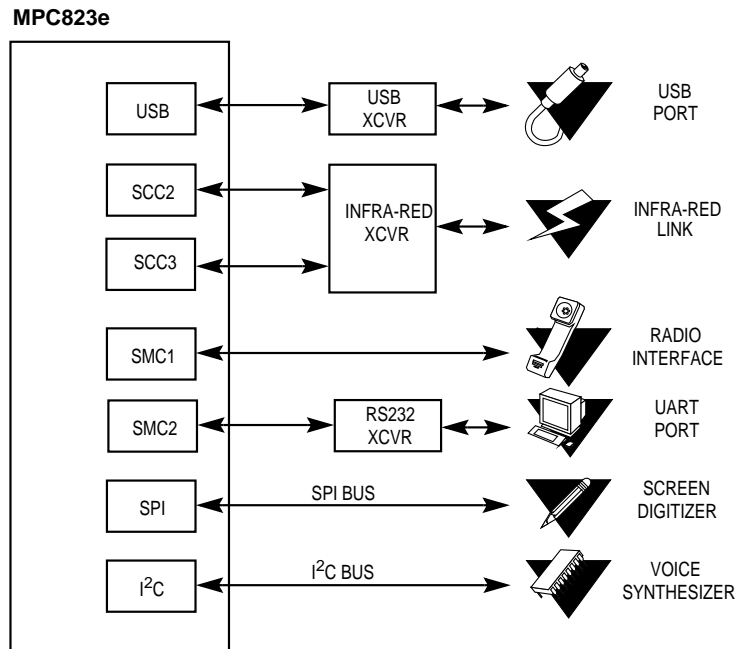 MPC823e
USB
USB
XCVR
USB
PORT
SCC2
SCC3
INFRA-RED
XCVR
INFRA-RED
LINK
SMC1
RADIO
INTERFACE
SMC2
RS232
XCVR
UART
PORT
SPI
SPI BUS
SCREEN
DIGITIZER
I²C
I²C BUS
VOICE
SYNTHESIZER